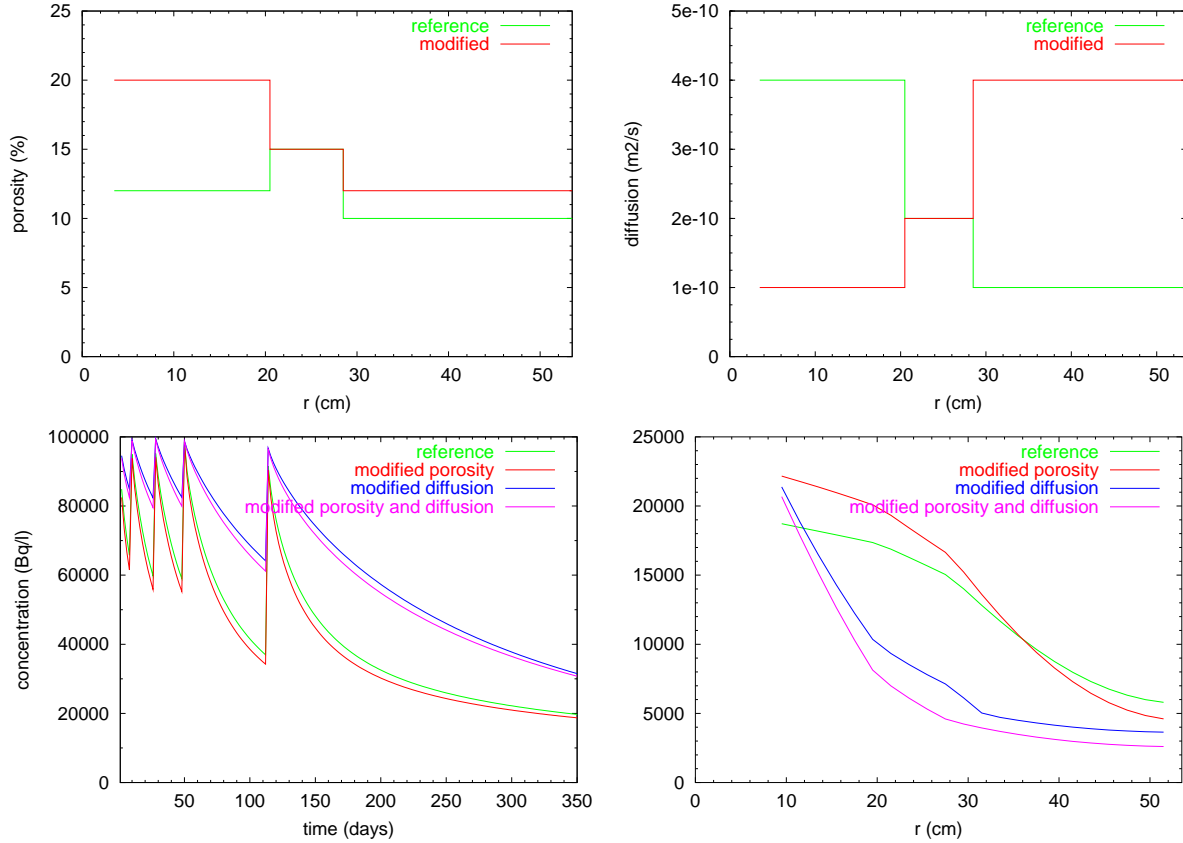 25
20
15
10
5
0
porosity (%)
0 10 20 30 40 50
r (cm)
reference
modified
5e-10
4e-10
3e-10
2e-10
1e-10
0
diffusion (m2/s)
0 10 20 30 40 50
r (cm)
reference
modified
100000
80000
60000
40000
20000
0
concentration (Bq/l)
50 100 150 200 250 300 350
time (days)
reference
modified porosity
modified diffusion
modified porosity and diffusion
25000
20000
15000
10000
5000
0
0 10 20 30 40 50
r (cm)
reference
modified porosity
modified diffusion
modified porosity and diffusion